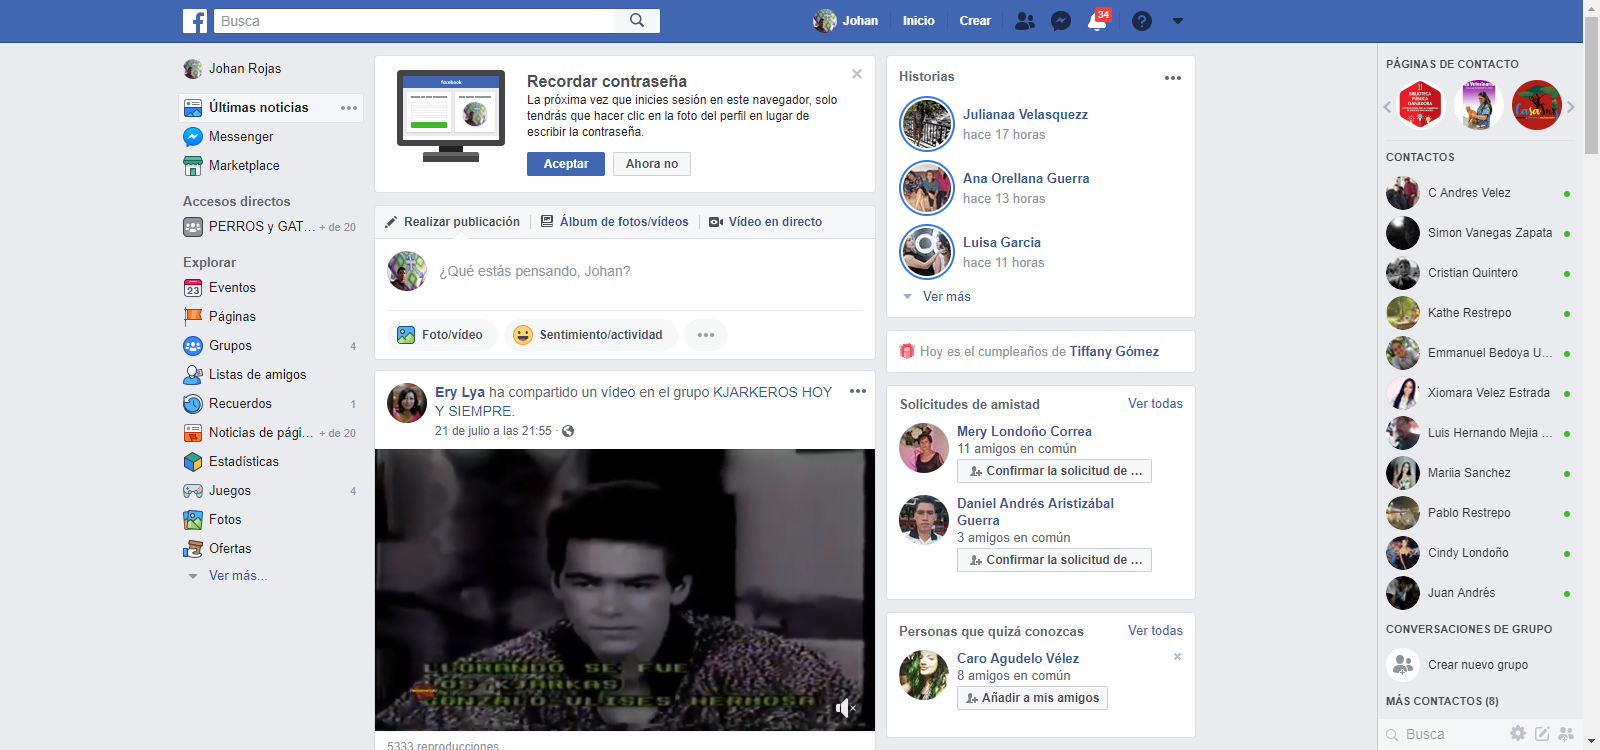 Busca
Johan
Inicio
Crear
34
Johan Rojas
Últimas noticias
Messenger
Marketplace
Accesos directos
PERROS y GAT... + de 20
Explorar
23
Eventos
Páginas
Grupos 4
Listas de amigos
Recuerdos 1
Noticias de pági... + de 20
Estadísticas
Juegos 4
Fotos
Ofertas
Ver más...
facebook
Recordar contraseña
La próxima vez que inicies sesión en este navegador, solo
tendrás que hacer clic en la foto del perfil en lugar de
escribir la contraseña.
Aceptar
Ahora no
Realizar publicación
Álbum de fotos/vídeos
Vídeo en directo
¿Qué estás pensando, Johan?
Foto/vídeo
Sentimiento/actividad
Ery Lya ha compartido un vídeo en el grupo KJARKEROS HOY
Y SIEMPRE.
21 de julio a las 21:55 ·
LLORANDO SE FUE
LOS KJARKAS
GONZALO-ULISES HERMOSA
5333 reproducciones
Historias
Julianaa Velasquezz
hace 17 horas
Ana Orellana Guerra
hace 13 horas
Luisa Garcia
hace 11 horas
Ver más
Hoy es el cumpleaños de Tiffany Gómez
Solicitudes de amistad
Ver todas
Mery Londoño Correa
11 amigos en común
Confirmar la solicitud de ...
Daniel Andrés Aristizábal
Guerra
3 amigos en común
Confirmar la solicitud de ...
Personas que quizá conozcas
Ver todas
Caro Agudelo Vélez
8 amigos en común
Añadir a mis amigos
PÁGINAS DE CONTACTO
BIBLIOTECA
PÚBLICA
GANADORA
CONTACTOS
C Andres Velez
Simon Vanegas Zapata
Cristian Quintero
Kathe Restrepo
Emmanuel Bedoya U...
Xiomara Velez Estrada
Luis Hernando Mejia ...
Mariia Sanchez
Pablo Restrepo
Cindy Londoño
Juan Andrés
CONVERSACIONES DE GRUPO
Crear nuevo grupo
MÁS CONTACTOS (8)
Busca